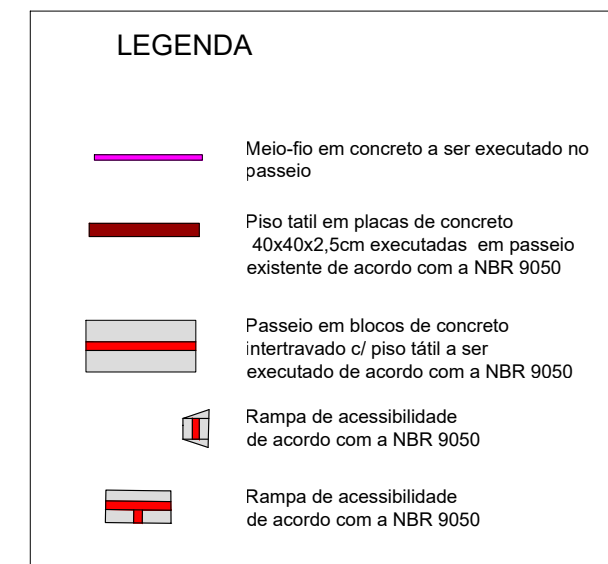 LEGENDA
Meio-fio em concreto a ser executado no
passeio
Piso tatil em placas de concreto
40x40x2,5cm executadas em passeio
existente de acordo com a NBR 9050
Passeio em blocos de concreto
intertravado c/ piso tátil a ser
executado de acordo com a NBR 9050
Rampa de acessibilidade
de acordo com a NBR 9050
Rampa de acessibilidade
de acordo com a NBR 9050